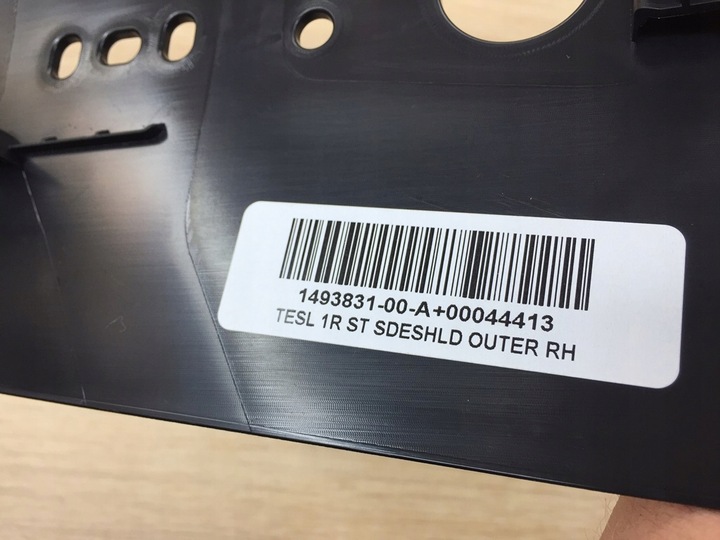 1493831-00-A+00044413
TESL 1R ST SDESHLD OUTER RH